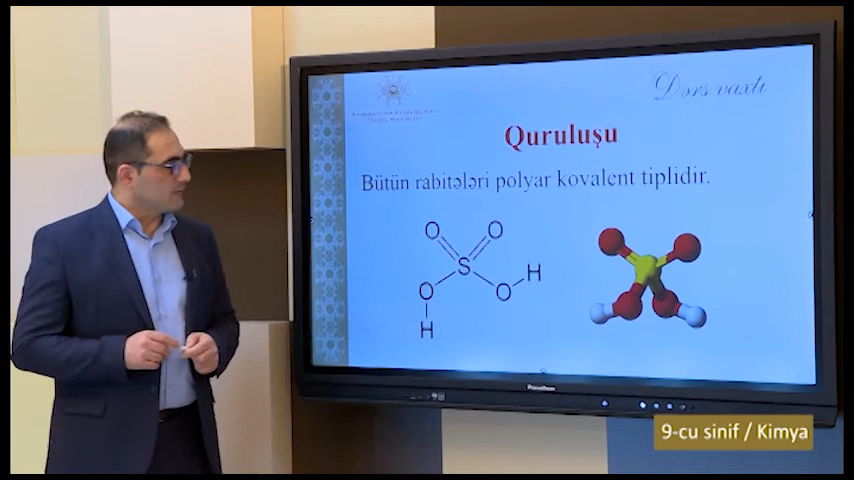 Dərs vaxtı
Quruluşu
Bütün rabitələri polyar kovalent tiplidir.
O O
S
H
O O
H
9-cu sinif / Kimya